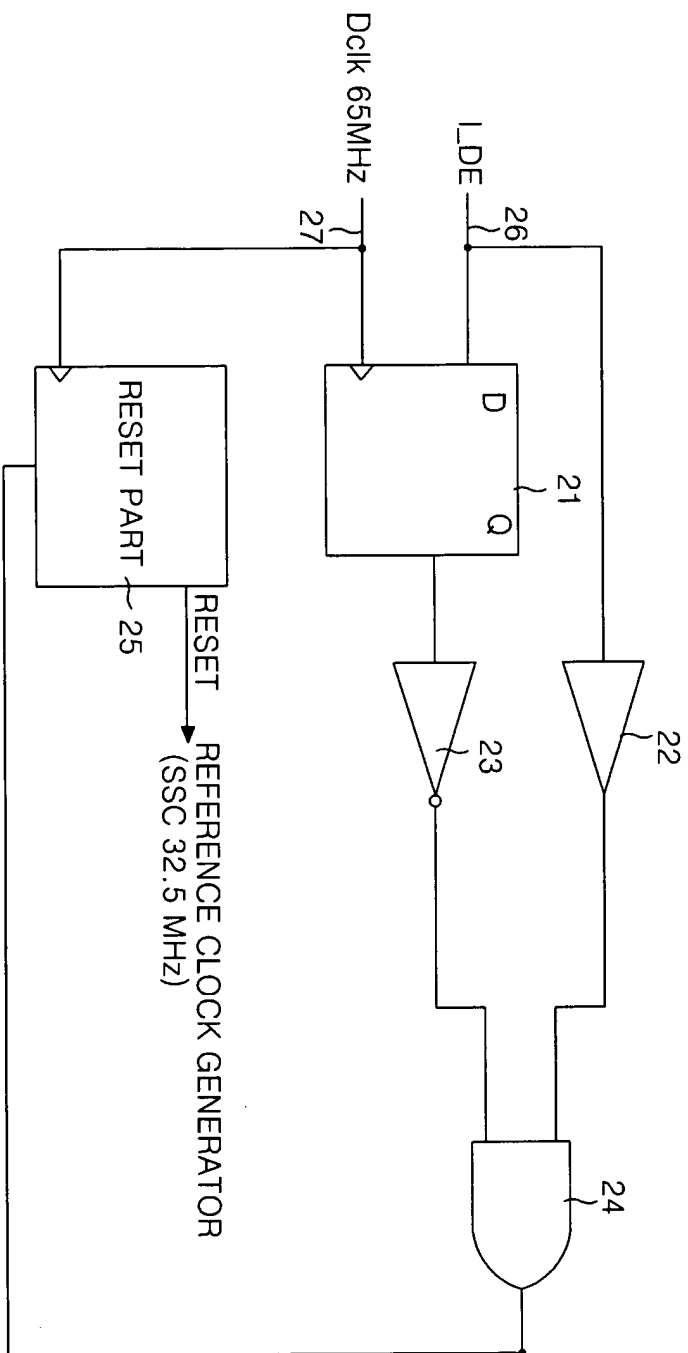 22
I_DE
26
24
D
21
Q
23
Dclk 65MHz
27
RESET PART
25
RESET
REFERENCE CLOCK GENERATOR
(SSC 32.5 MHz)